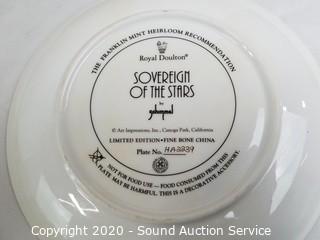 THE FRANKLIN MINT HEIRLOOM RECOMMENDATION
Royal Doulton®
SOVEREIGN
OF THE STARS
by
© Art Impressions, Inc., Canoga Park, California
LIMITED EDITION • FINE BONE CHINA
Plate No. HA3339
NOT FOR FOOD USE — FOOD CONSUMED FROM THIS
PLATE MAY BE HARMFUL. THIS IS A DECORATIVE ACCESSORY.
Copyright 2020 - Sound Auction Service